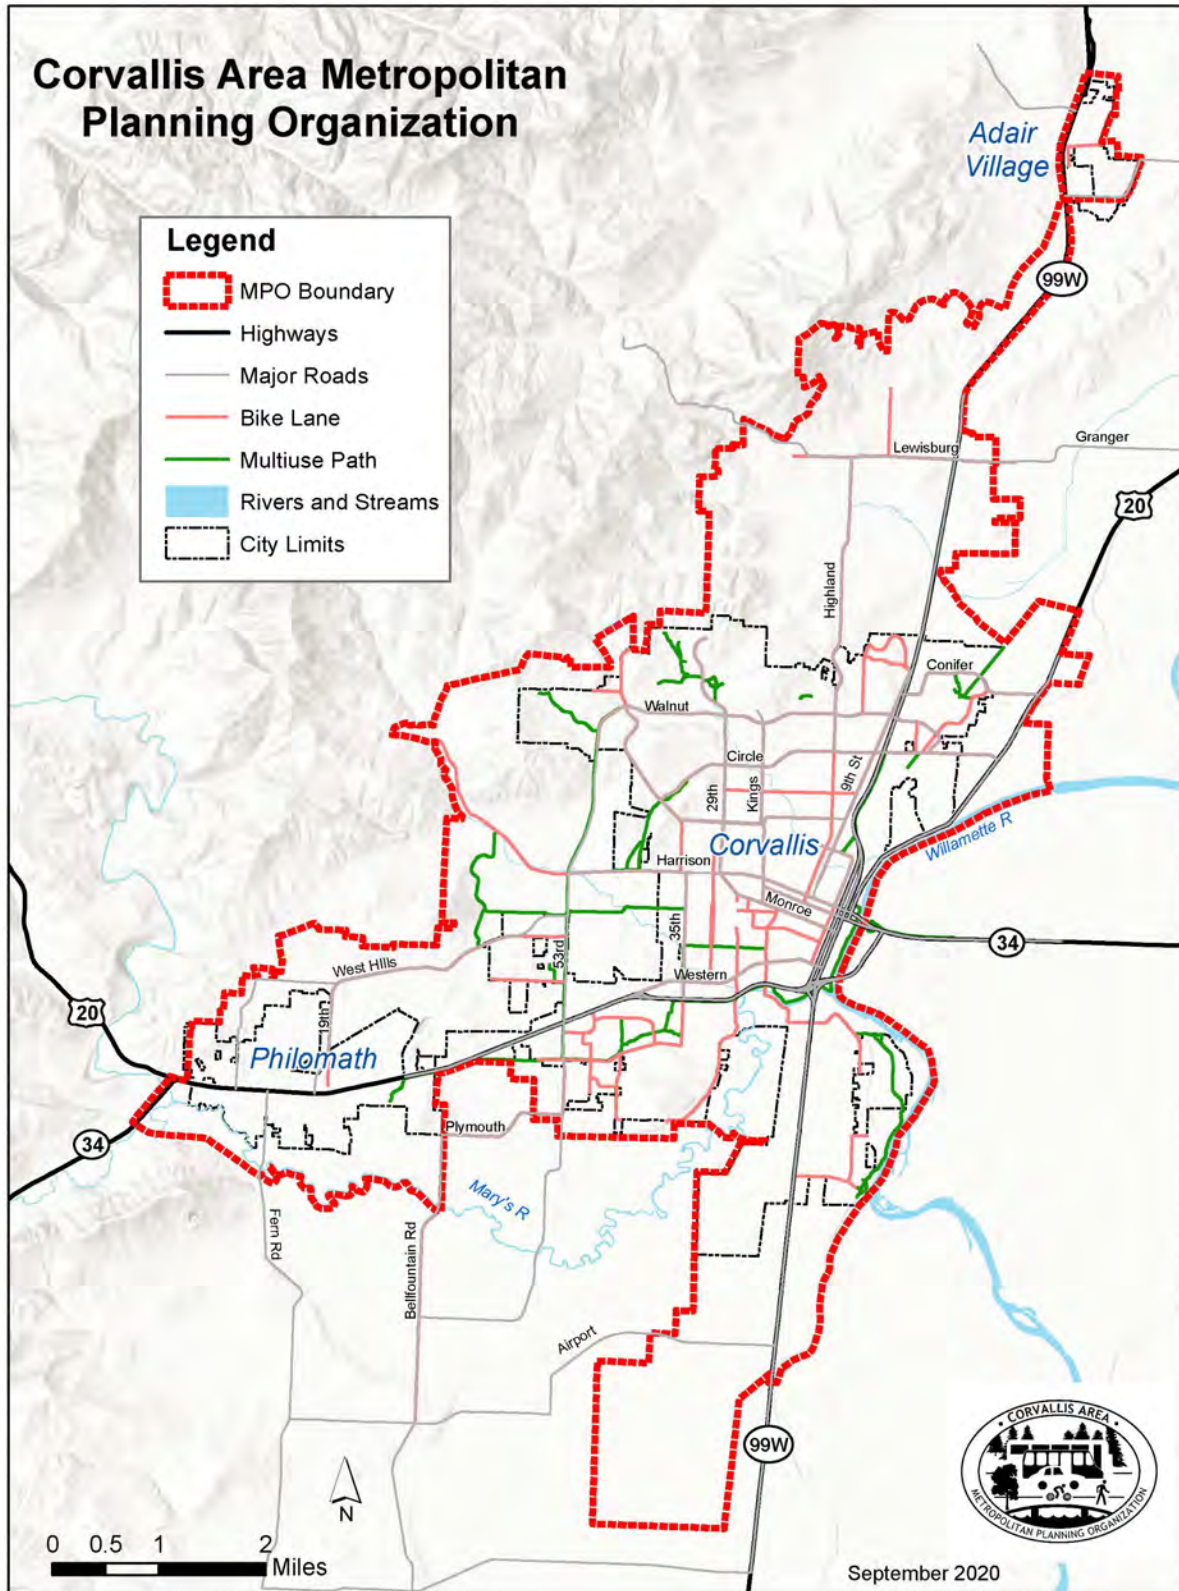 Corvallis Area Metropolitan
Planning Organization
Adair
Village
Legend
MPO Boundary
Highways
Major Roads
Bike Lane
Multiuse Path
Rivers and Streams
City Limits
99W
Lewisburg
Granger
20
Highland
Conifer
Walnut
Circle
9th St
29th
Kings
Corvallis
Willamette R
Harrison
Monroe
35th
34
53rd
West HIlls
Western
20
19th
Philomath
34
Plymouth
Mary's R
Fern Rd
Bellfountain Rd
Airport
99W
N
0 0.5 1 2
Miles
CORVALLIS AREA
METROPOLITAN PLANNING ORGANIZATION
September 2020